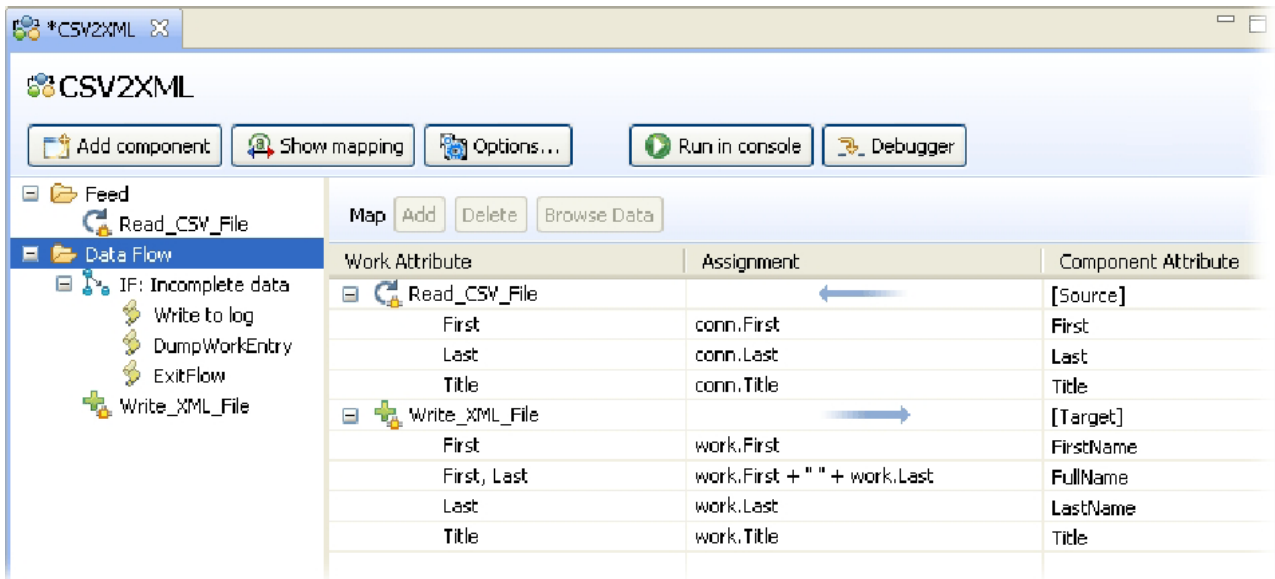 *CSV2XML
CSV2XML
Add component Show mapping Options... Run in console Debugger
Feed
Read_CSV_File
Data Flow
IF: Incomplete data
Write to log
DumpWorkEntry
ExitFlow
Write_XML_File
Map Add Delete Browse Data
Work Attribute Assignment Component Attribute
Read_CSV_File [Source]
First conn.First First
Last conn.Last Last
Title conn.Title Title
Write_XML_File [Target]
First work.First FirstName
First, Last work.First + " " + work.Last FullName
Last work.Last LastName
Title work.Title Title